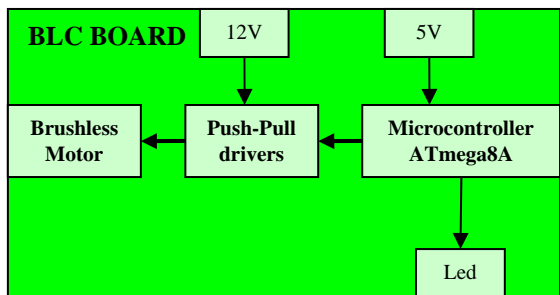 BLC BOARD
12V
5V
Brushless
Motor
Push-Pull
drivers
Microcontroller
ATmega8A
Led